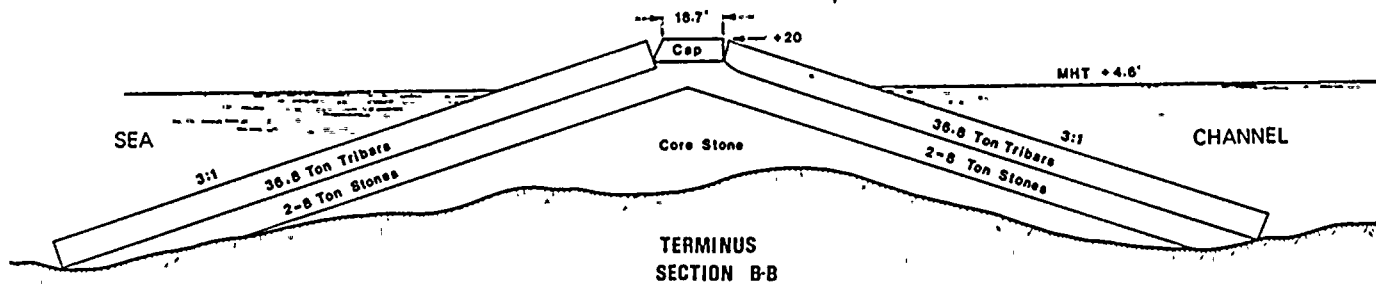 18.7'
Cap
+20
MHT +4.6'
SEA
3:1
36.8 Ton Tribars
2-8 Ton Stones
Core Stone
36.8 Ton Tribars
3:1
2-8 Ton Stones
CHANNEL
TERMINUS
SECTION B-B